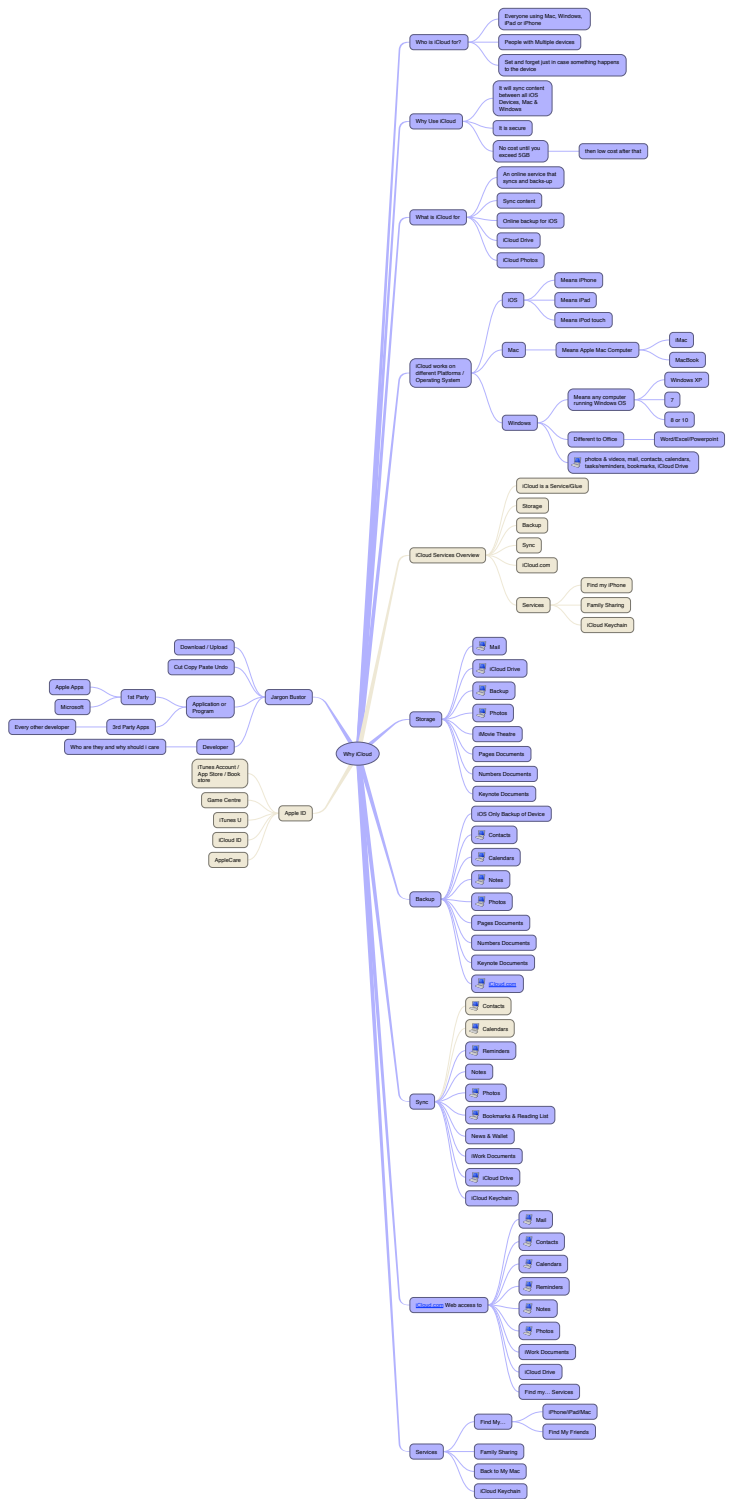 Everyone using Mac, Windows,
iPad or iPhone
Who is iCloud for?
People with Multiple devices
Set and forget just in case something happens
to the device
It will sync content
between all iOS
Devices, Mac &
Windows
Why Use iCloud
It is secure
No cost until you
exceed 5GB
then low cost after that
An online service that
syncs and backs-up
Sync content
What is iCloud for
Online backup for iOS
iCloud Drive
iCloud Photos
Means iPhone
iOS
Means iPad
Means iPod touch
iCloud works on
different Platforms /
Operating System
Mac
Means Apple Mac Computer
iMac
MacBook
Windows
Means any computer
running Windows OS
Windows XP
7
8 or 10
Different to Office
Word/Excel/Powerpoint
photos & videos, mail, contacts, calendars,
tasks/reminders, bookmarks, iCloud Drive
iCloud Services Overview
iCloud is a Service/Glue
Storage
Backup
Sync
iCloud.com
Services
Find my iPhone
Family Sharing
iCloud Keychain
Jargon Bustor
Download / Upload
Cut Copy Paste Undo
Application or
Program
1st Party
Apple Apps
Microsoft
3rd Party Apps
Every other developer
Developer
Who are they and why should i care
Why iCloud
Apple ID
iTunes Account /
App Store / Book
store
Game Centre
iTunes U
iCloud ID
AppleCare
Storage
Mail
iCloud Drive
Backup
Photos
iMovie Theatre
Pages Documents
Numbers Documents
Keynote Documents
Backup
iOS Only Backup of Device
Contacts
Calendars
Notes
Photos
Pages Documents
Numbers Documents
Keynote Documents
iCloud.com
Sync
Contacts
Calendars
Reminders
Notes
Photos
Bookmarks & Reading List
News & Wallet
iWork Documents
iCloud Drive
iCloud Keychain
iCloud.com Web access to
Mail
Contacts
Calendars
Reminders
Notes
Photos
iWork Documents
iCloud Drive
Find my... Services
Services
Find My...
iPhone/iPad/Mac
Find My Friends
Family Sharing
Back to My Mac
iCloud Keychain